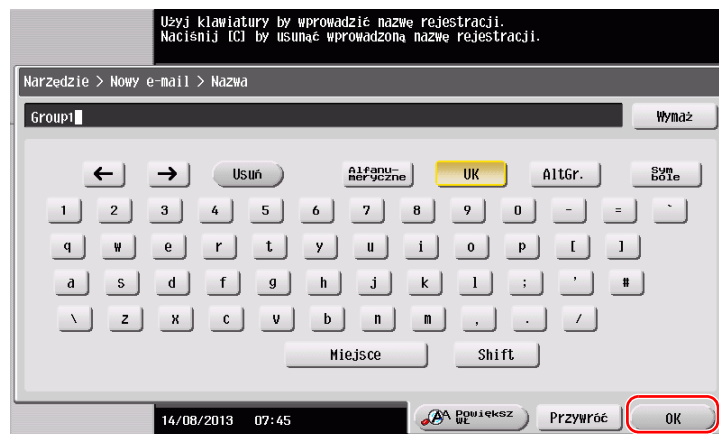 Użyj klawiatury by wprowadzić nazwę rejestracji.
Naciśnij [C] by usunąć wprowadzoną nazwę rejestracji.
Narzędzie > Nowy e-mail > Nazwa
Group1 Wymaż
← → Usuń Alfanu-meryczne UK AltGr. Symbole
1 2 3 4 5 6 7 8 9 0 - = `
q w e r t y u i o p [ ]
a s d f g h j k l ; ' #
\ z x c v b n m , . /
Miejsce Shift
14/08/2013 07:45 Powiększ WŁ Przywróć OK